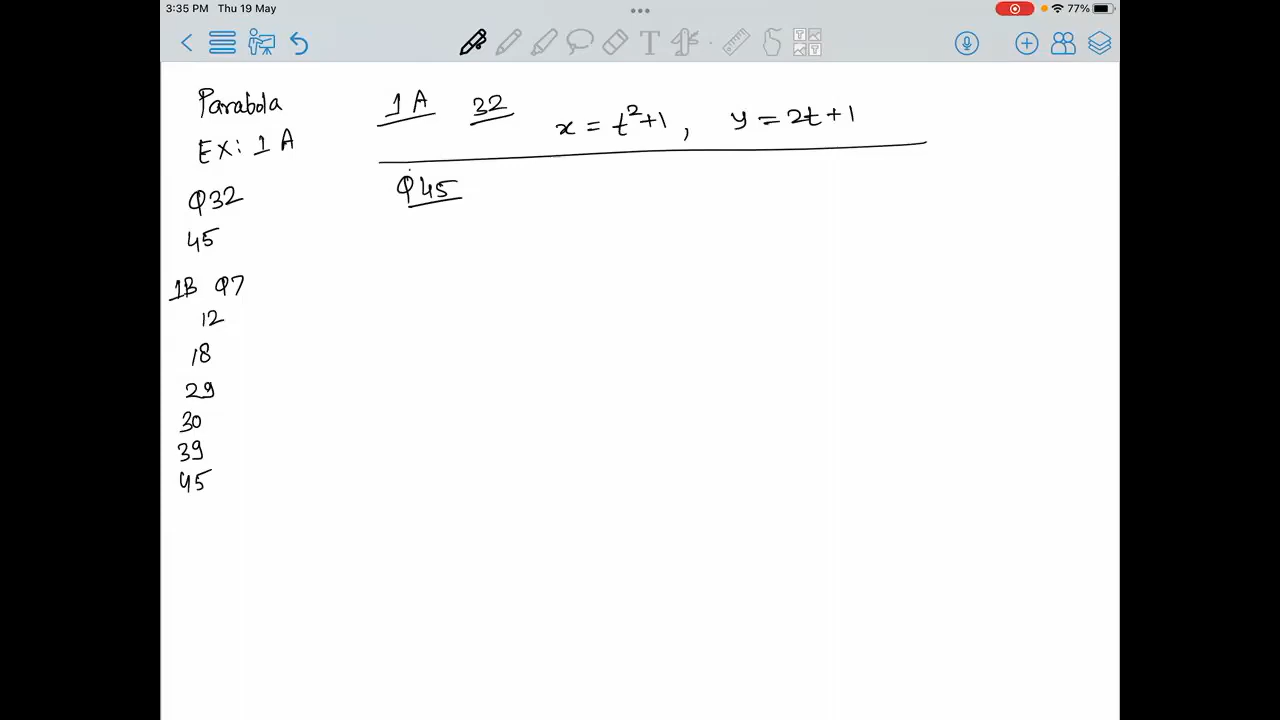 3:35 PM Thu 19 May
77%
Parabola
EX: 1 A
Q32
45
1B Q7
12
18
29
30
39
45
1 A 32 x = t²+1, y = 2t+1
Q45